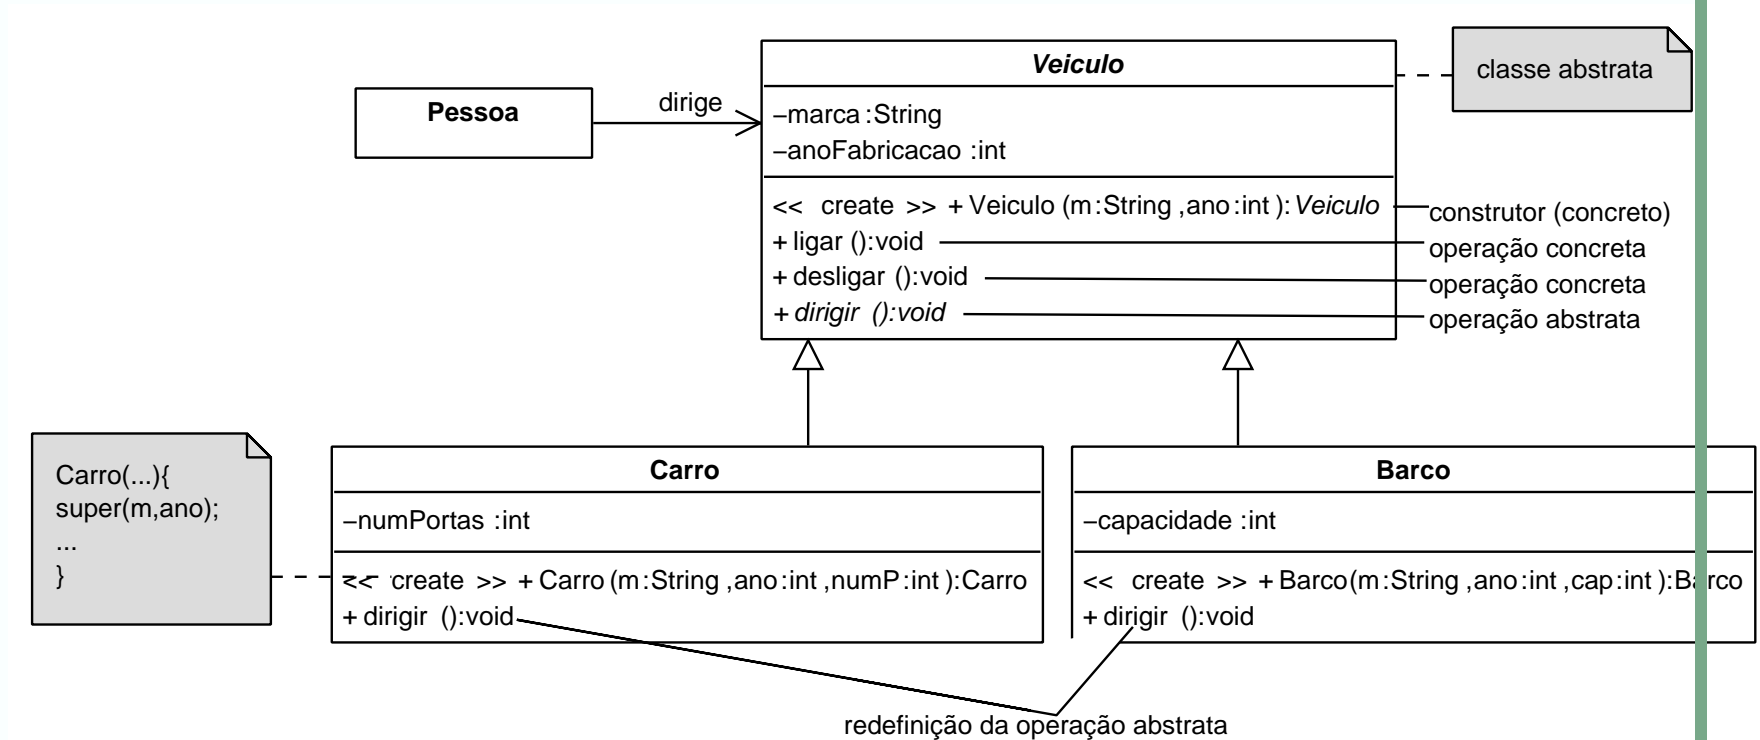 Veiculo
classe abstrata
Pessoa
dirige
–marca :String
–anoFabricacao :int
<< create >> + Veiculo (m:String ,ano:int ): Veiculo
construtor (concreto)
+ ligar ():void
operação concreta
+ desligar ():void
operação concreta
+ dirigir ():void
operação abstrata
Carro(...){
super(m,ano);
...
}
Carro
–numPortas :int
<< create >> + Carro (m:String ,ano:int ,numP:int ):Carro
+ dirigir ():void
Barco
–capacidade :int
<< create >> + Barco(m:String ,ano:int ,cap:int ):Barco
+ dirigir ():void
redefinição da operação abstrata